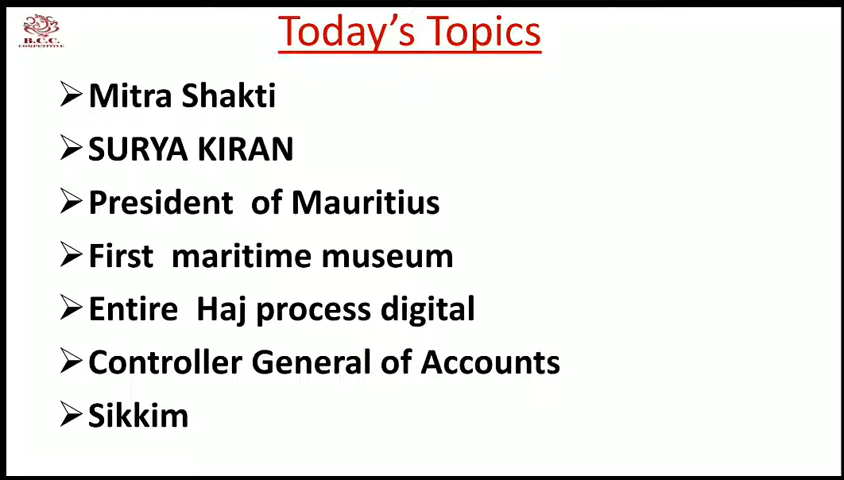 B.C.C.
COMPETITIVE
Today's Topics
Mitra Shakti
SURYA KIRAN
President of Mauritius
First maritime museum
Entire Haj process digital
Controller General of Accounts
Sikkim